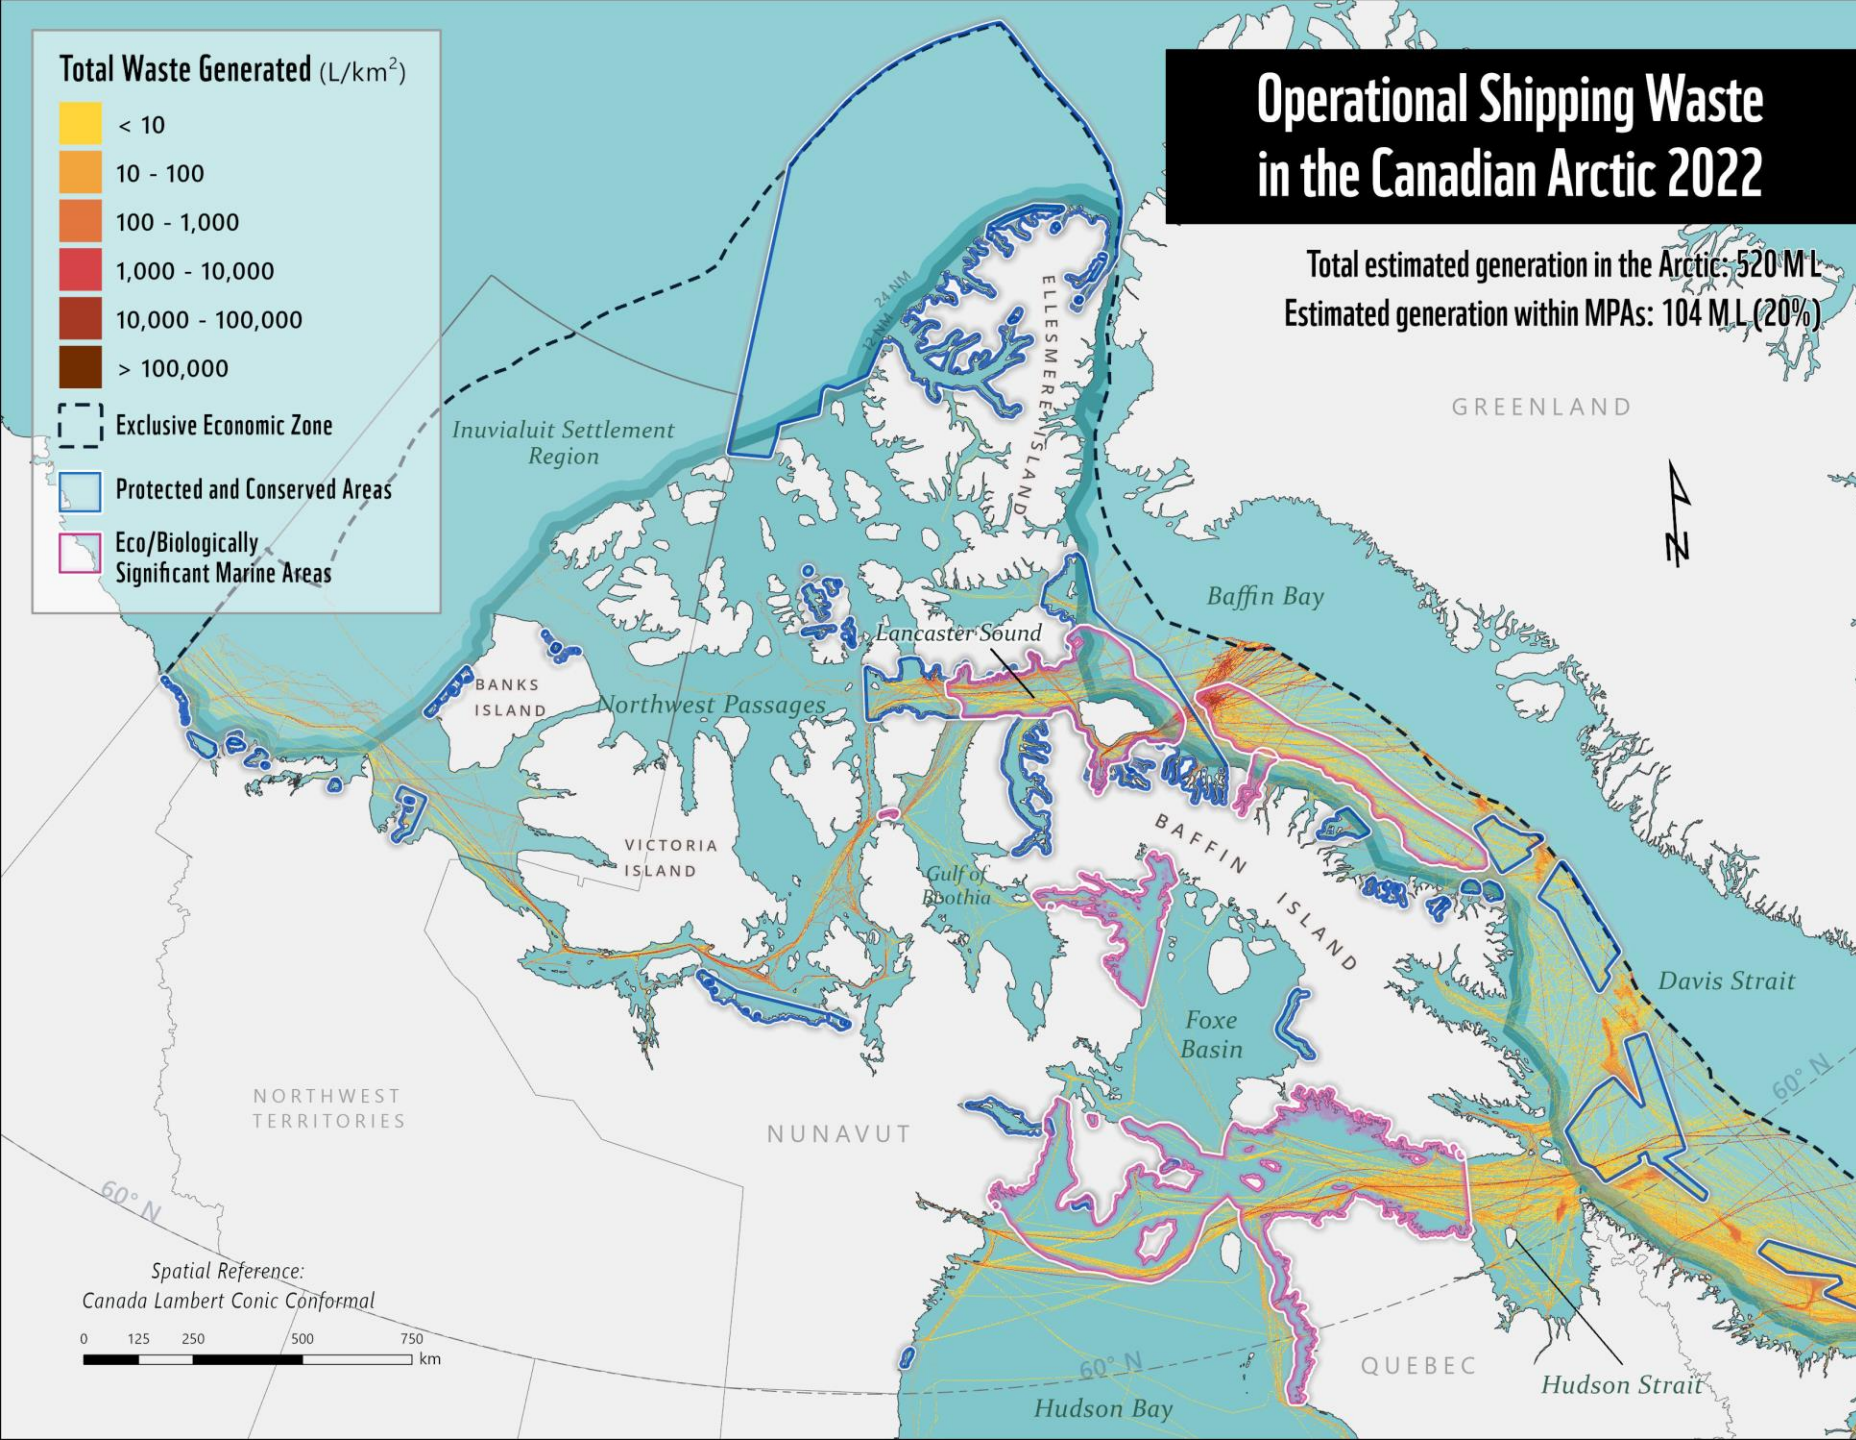 Total Waste Generated (L/km²)
< 10
10 - 100
100 - 1,000
1,000 - 10,000
10,000 - 100,000
> 100,000
Exclusive Economic Zone
Protected and Conserved Areas
Eco/Biologically
Significant Marine Areas
Operational Shipping Waste
in the Canadian Arctic 2022
Total estimated generation in the Arctic: 520 M L
Estimated generation within MPAs: 104 M L (20%)
24 NM
12 NM
ELLESMERE ISLAND
GREENLAND
Inuvialuit Settlement
Region
N
Baffin Bay
Lancaster Sound
BANKS
ISLAND
Northwest Passages
VICTORIA
ISLAND
BAFFIN ISLAND
Gulf of
Boothia
Davis Strait
Foxe
Basin
60° N
NORTHWEST
TERRITORIES
NUNAVUT
60° N
Spatial Reference:
Canada Lambert Conic Conformal
0 125 250 500 750
km
60° N
QUEBEC
Hudson Strait
Hudson Bay